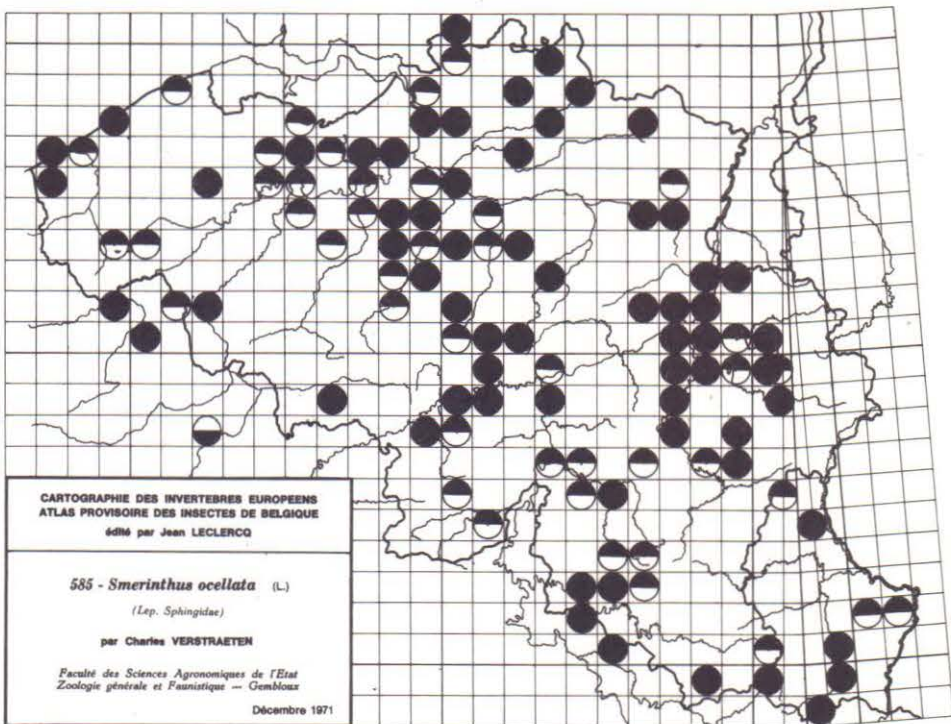 CARTOGRAPHIE DES INVERTEBRES EUROPEENS
ATLAS PROVISOIRE DES INSECTES DE BELGIQUE
édité par Jean LECLERCQ
585 - Smerinthus ocellata (L.)
(Lep. Sphingidae)
par Charles VERSTRAETEN
Faculté des Sciences Agronomiques de l'Etat
Zoologie générale et Faunistique — Gembloux
Décembre 1971